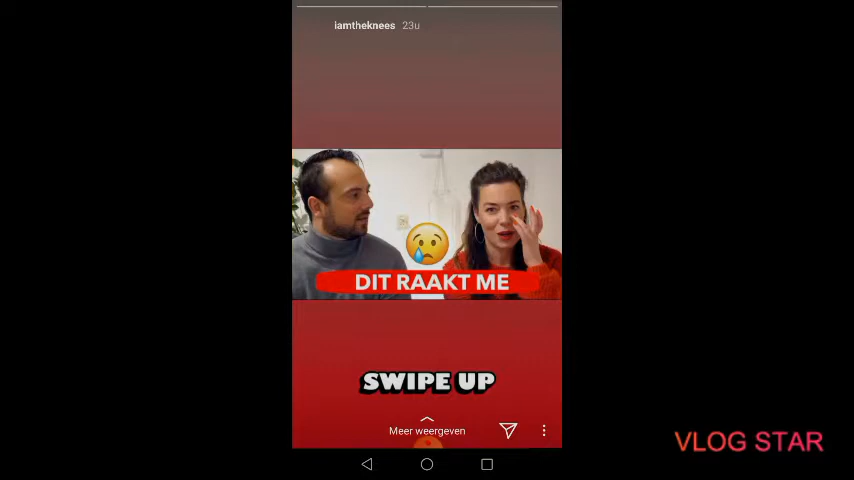 iamtheknees 23u
DIT RAAKT ME
SWIPE UP
Meer weergeven
VLOG STAR